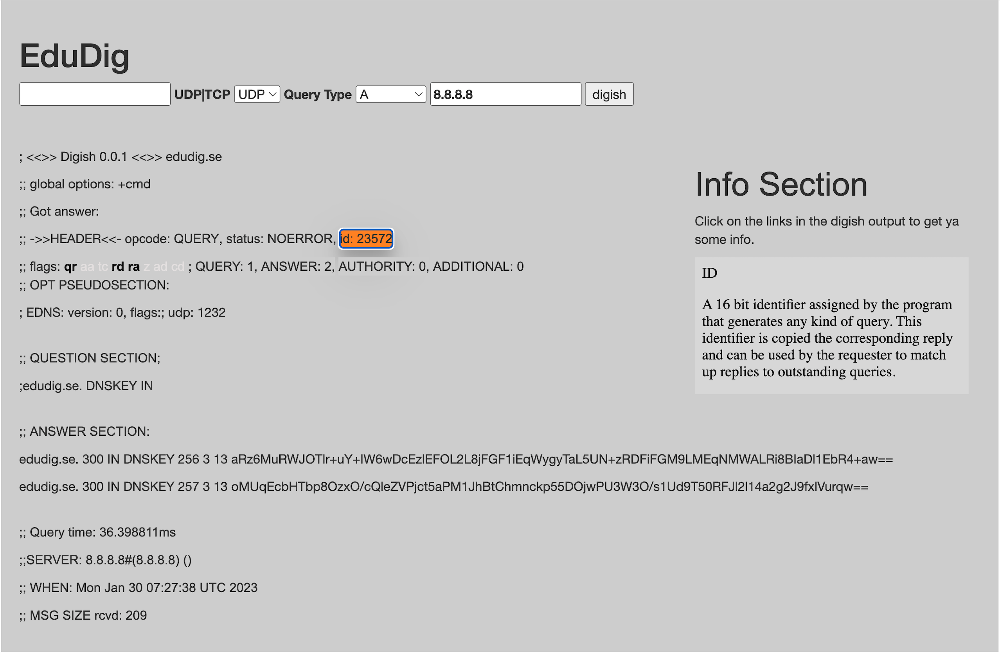 EduDig
UDP|TCP UDP Query Type A 8.8.8.8 digish
; <<>> Digish 0.0.1 <<>> edudig.se
;; global options: +cmd
;; Got answer:
;; ->>HEADER<<- opcode: QUERY, status: NOERROR, id: 23572
;; flags: qr aa tc rd ra z ad cd ; QUERY: 1, ANSWER: 2, AUTHORITY: 0, ADDITIONAL: 0
;; OPT PSEUDOSECTION:
; EDNS: version: 0, flags:; udp: 1232
;; QUESTION SECTION;
;edudig.se. DNSKEY IN
;; ANSWER SECTION:
edudig.se. 300 IN DNSKEY 256 3 13 aRz6MuRWJOTlr+uY+lW6wDcEzlEFOL2L8jFGF1iEqWygyTaL5UN+zRDFiFGM9LMEqNMWALRi8BlaDl1EbR4+aw==
edudig.se. 300 IN DNSKEY 257 3 13 oMUqEcbHTbp8OzxO/cQleZVPjct5aPM1JhBtChmnckp55DOjwPU3W3O/s1Ud9T50RFJl2l14a2g2J9fxlVurqw==
;; Query time: 36.398811ms
;;SERVER: 8.8.8.8#(8.8.8.8) ()
;; WHEN: Mon Jan 30 07:27:38 UTC 2023
;; MSG SIZE rcvd: 209
Info Section
Click on the links in the digish output to get ya
some info.
ID
A 16 bit identifier assigned by the program
that generates any kind of query. This
identifier is copied the corresponding reply
and can be used by the requester to match
up replies to outstanding queries.